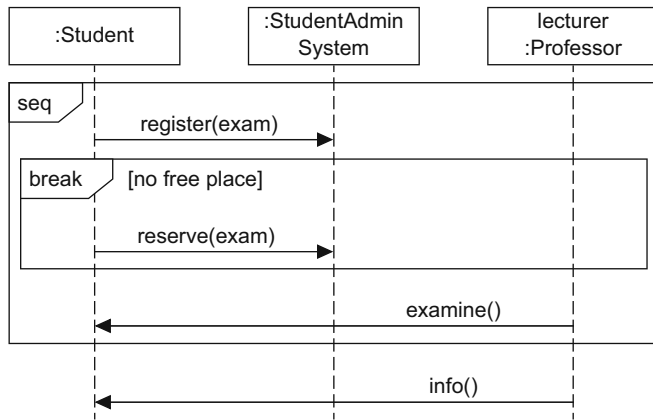 :Student
:StudentAdmin
System
lecturer
:Professor
seq
register(exam)
break
[no free place]
reserve(exam)
examine()
info()